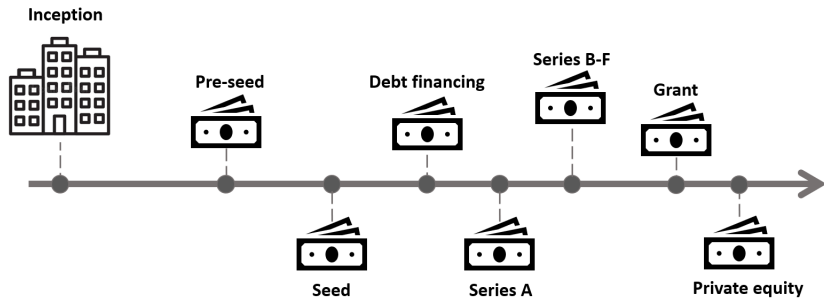 Inception
Pre-seed
Seed
Debt financing
Series A
Series B-F
Grant
Private equity